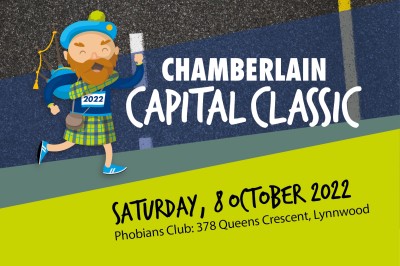 2022
CHAMBERLAIN
CAPITAL CLASSIC
SATURDAY, 8 OCTOBER 2022
Phobians Club: 378 Queens Crescent, Lynnwood